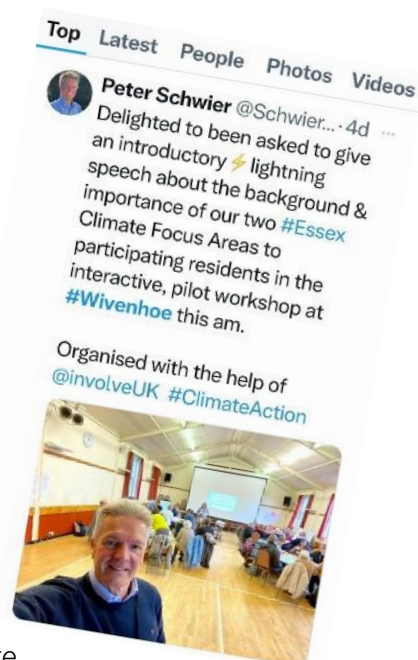 Top Latest People Photos Videos
Peter Schwier @Schwier... · 4d ...
Delighted to been asked to give
an introductory ⚡ lightning
speech about the background &
importance of our two #Essex
Climate Focus Areas to
participating residents in the
interactive, pilot workshop at
#Wivenhoe this am.
Organised with the help of
@involveUK #ClimateAction